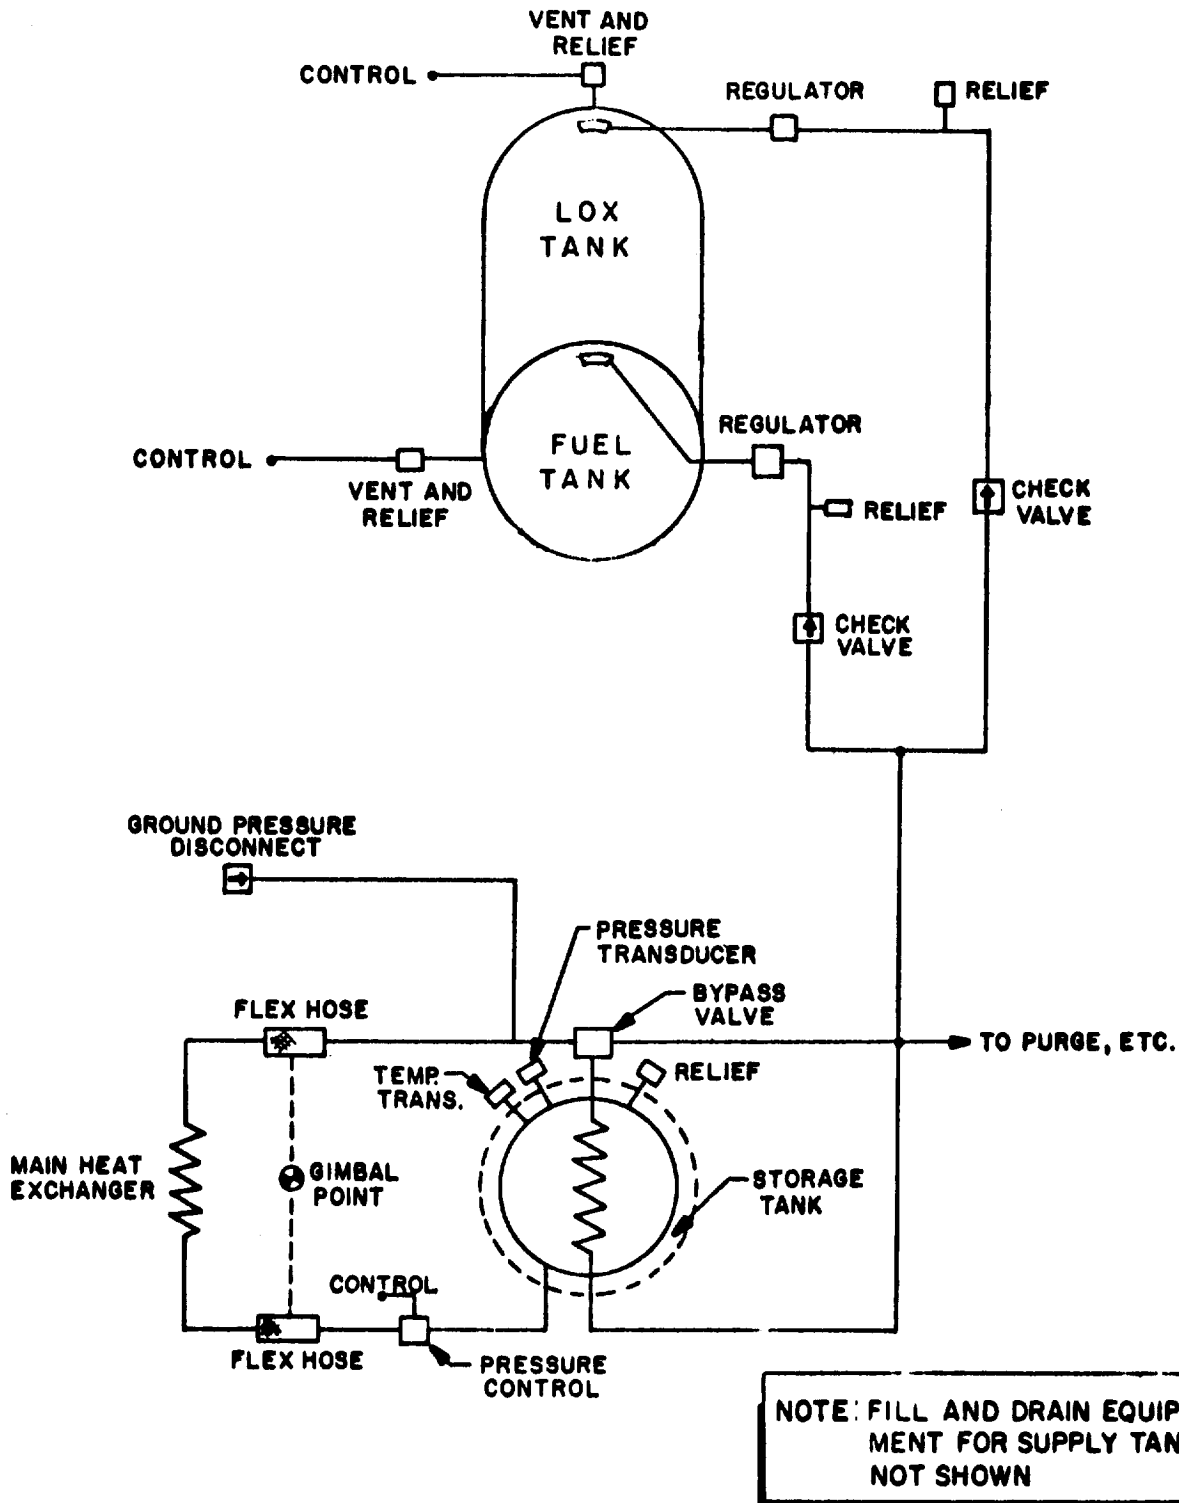 VENT AND
RELIEF
CONTROL
REGULATOR
RELIEF
LOX
TANK
REGULATOR
FUEL
TANK
CONTROL
VENT AND
RELIEF
RELIEF
CHECK
VALVE
CHECK
VALVE
GROUND PRESSURE
DISCONNECT
PRESSURE
TRANSDUCER
BYPASS
VALVE
FLEX HOSE
TO PURGE, ETC.
TEMP.
TRANS.
RELIEF
MAIN HEAT
EXCHANGER
GIMBAL
POINT
STORAGE
TANK
CONTROL
FLEX HOSE
PRESSURE
CONTROL
NOTE: FILL AND DRAIN EQUIP
MENT FOR SUPPLY TAN
NOT SHOWN